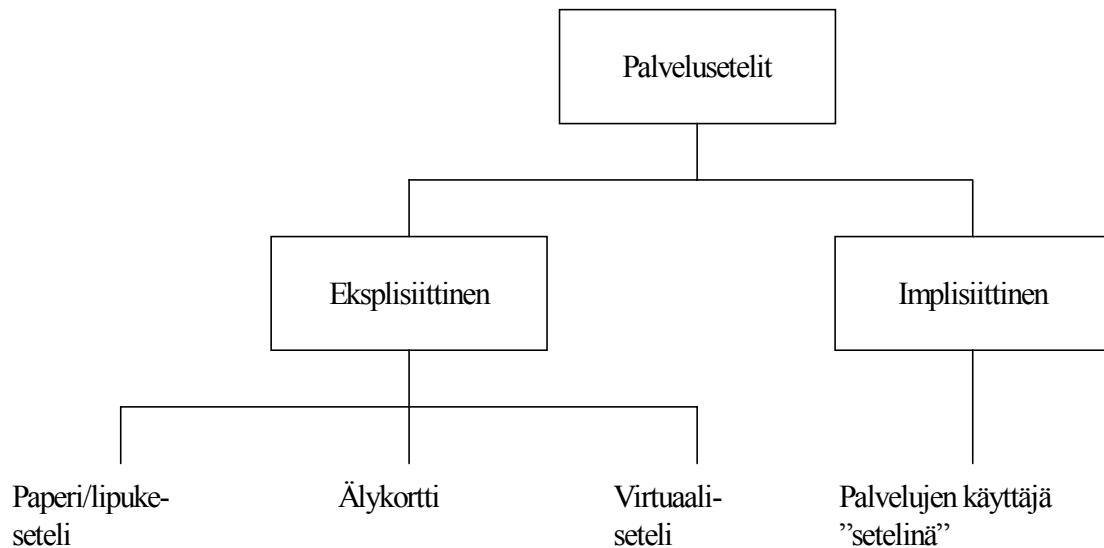 Palvelusetelit
Eksplisiittinen
Implisiittinen
Paperi/lipuke-
seteli
Älykortti
Virtuaali-
seteli
Palvelujen käyttäjä
”setelinä”